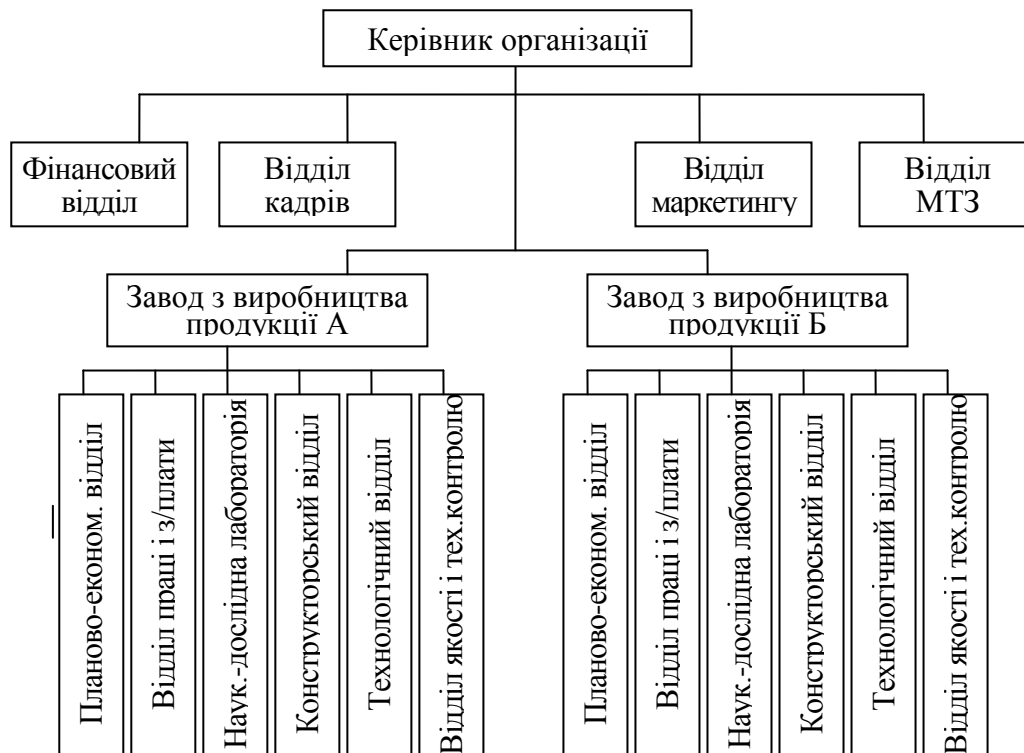 Керівник організації
Фінансовий
відділ
Відділ
кадрів
Відділ
маркетингу
Відділ
МТЗ
Завод з виробництва
продукції А
Завод з виробництва
продукції Б
Планово-економ. відділ
Відділ праці і з/плати
Наук.-дослідна лабораторія
Конструкторський відділ
Технологічний відділ
Відділ якості і тех.контролю
Планово-економ. відділ
Відділ праці і з/плати
Наук.-дослідна лабораторія
Конструкторський відділ
Технологічний відділ
Відділ якості і тех.контролю